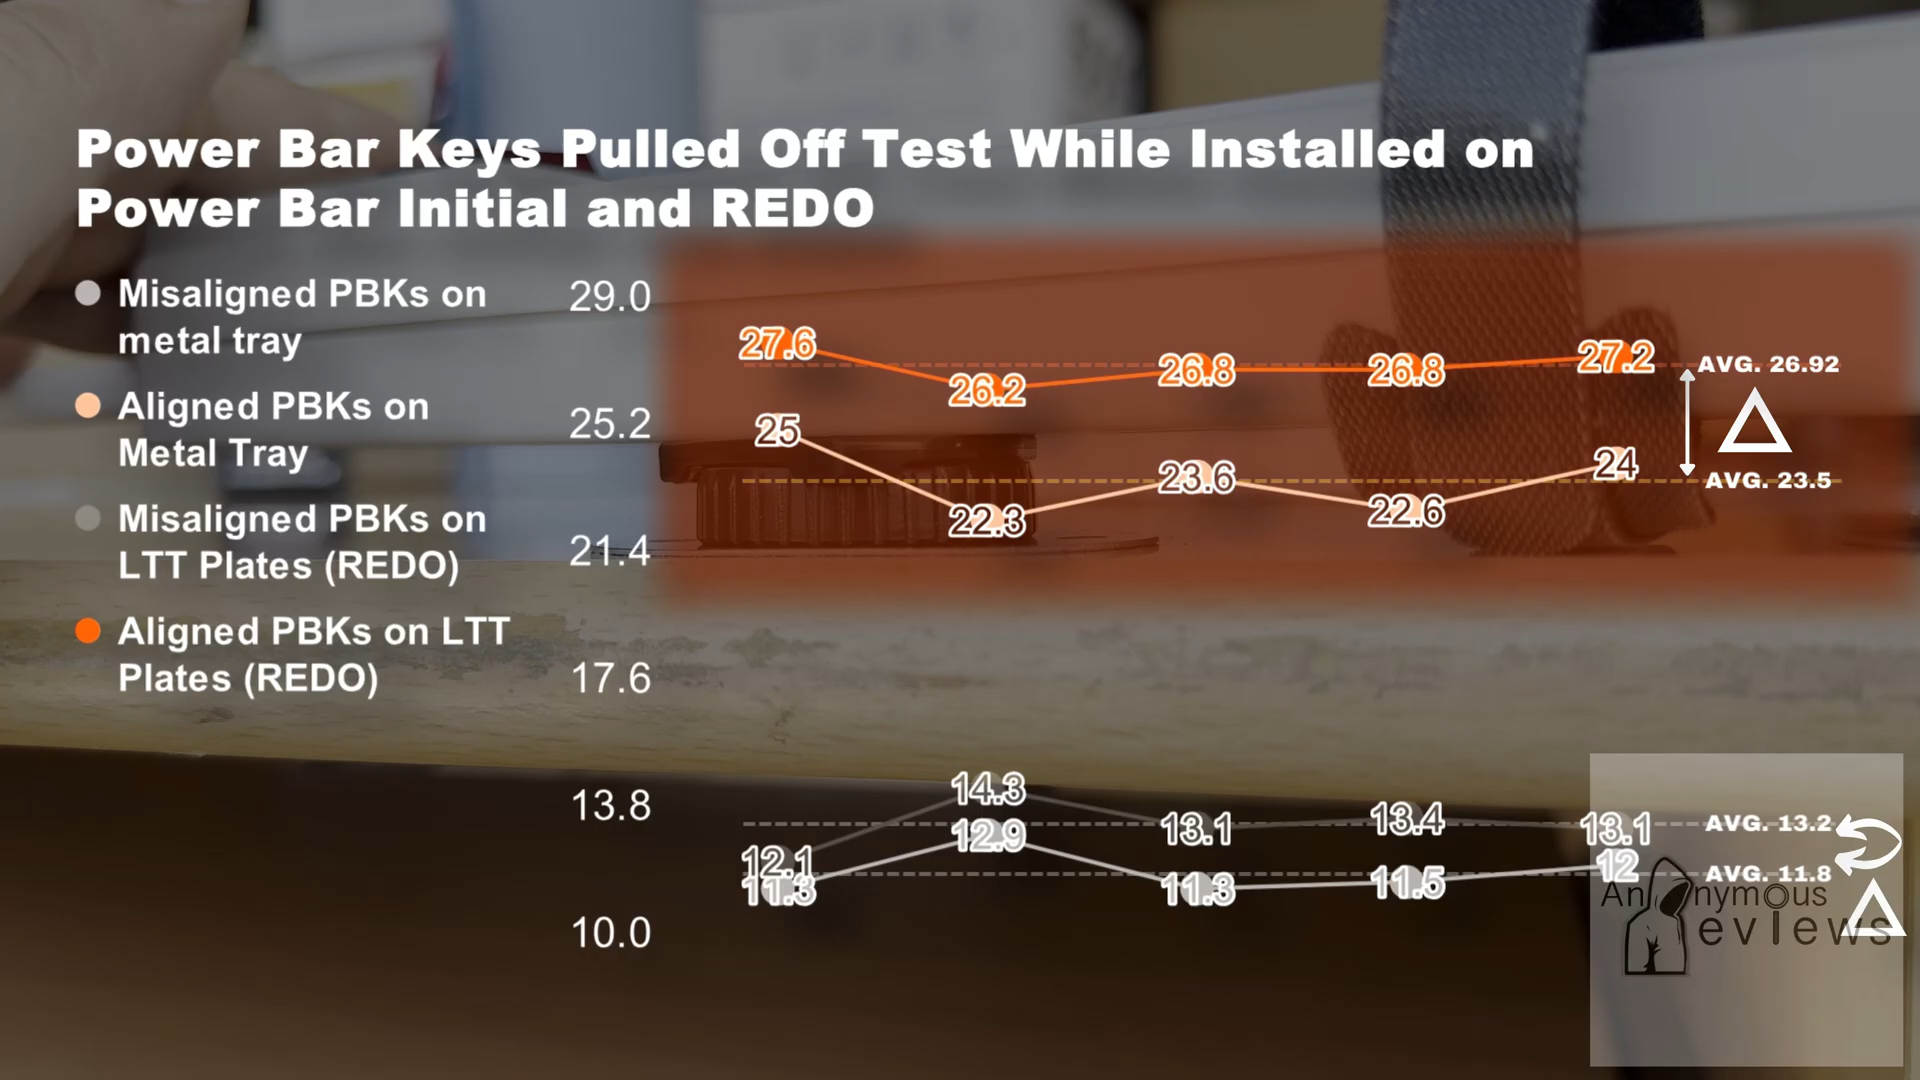 Power Bar Keys Pulled Off Test While Installed on
Power Bar Initial and REDO
Misaligned PBKs on
metal tray
Aligned PBKs on
Metal Tray
Misaligned PBKs on
LTT Plates (REDO)
Aligned PBKs on LTT
Plates (REDO)
29.0
25.2
21.4
17.6
13.8
10.0
27.6
26.2
26.8
26.8
27.2
AVG. 26.92
25
22.3
23.6
22.6
24
AVG. 23.5
12.1
14.3
13.1
13.4
13.1
AVG. 13.2
11.3
12.9
11.3
11.5
12
AVG. 11.8
Anonymous
Reviews